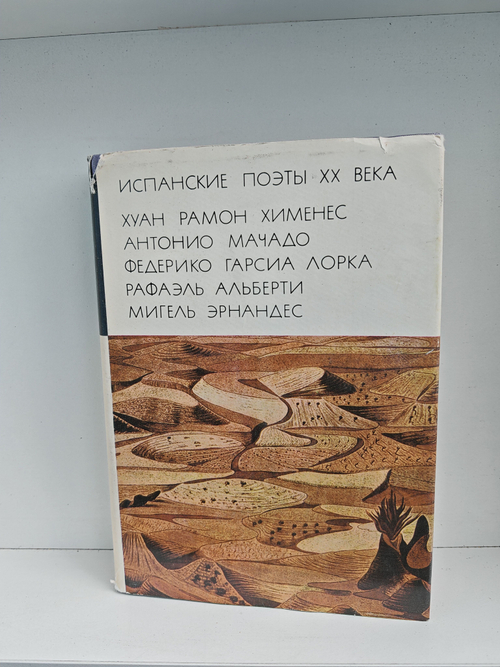 ИСПАНСКИЕ ПОЭТЫ XX ВЕКА
ХУАН РАМОН ХИМЕНЕС
АНТОНИО МАЧАДО
ФЕДЕРИКО ГАРСИА ЛОРКА
РАФАЭЛЬ АЛЬБЕРТИ
МИГЕЛЬ ЭРНАНДЕС